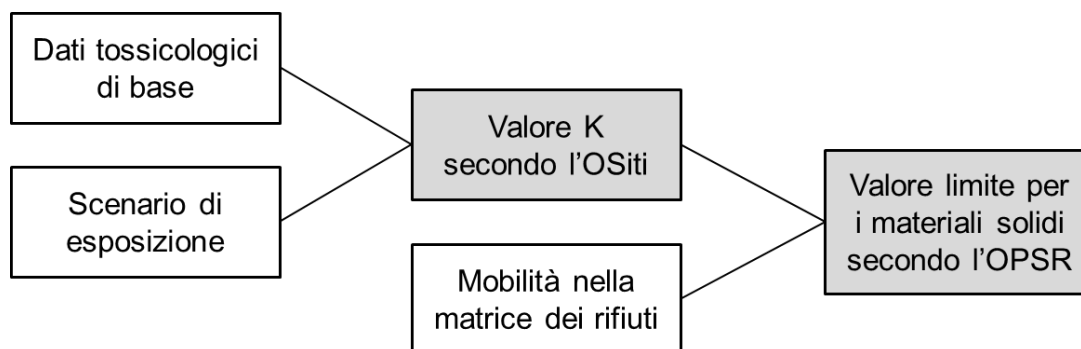 Dati tossicologici
di base
Scenario di
esposizione
Valore K
secondo l'OSiti
Mobilità nella
matrice dei rifiuti
Valore limite per
i materiali solidi
secondo l'OPSR